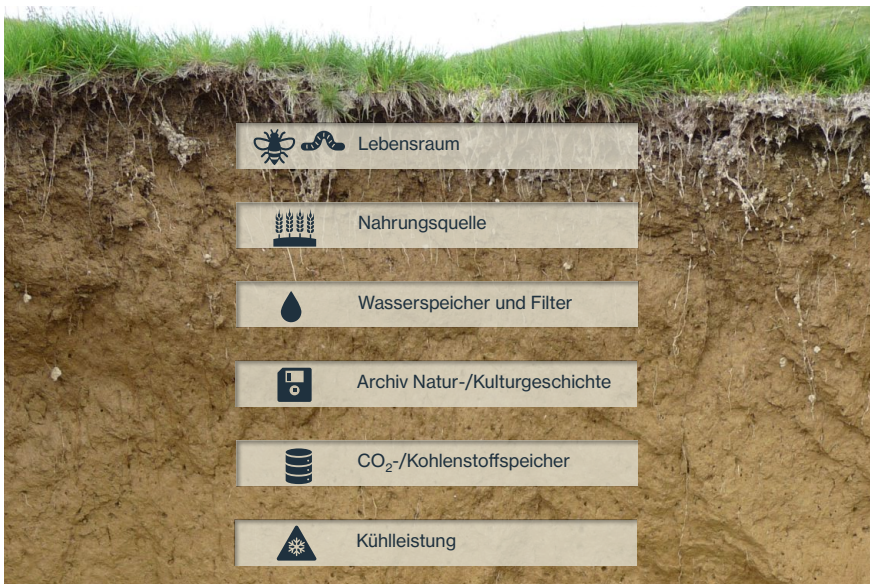 Lebensraum
Nahrungsquelle
Wasserspeicher und Filter
Archiv Natur-/Kulturgeschichte
CO₂-/Kohlenstoffspeicher
Kühlleistung